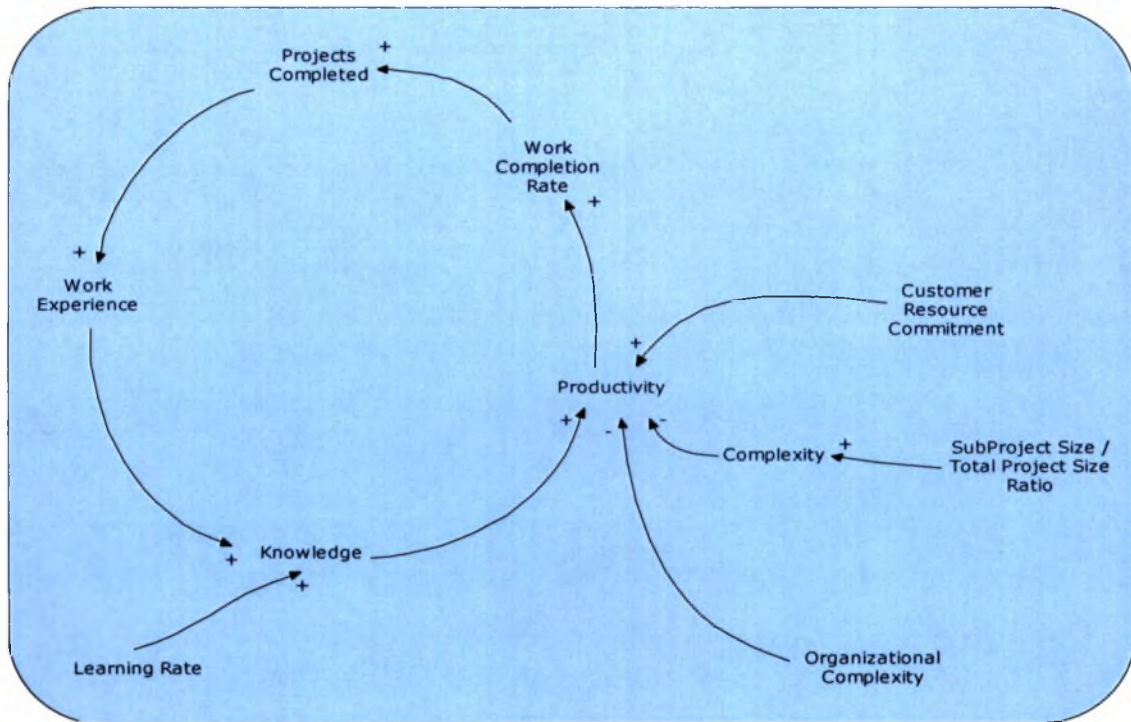 Projects
Completed
+
Work
Completion
Rate
+
+
Work
Experience
Customer
Resource
Commitment
+
Productivity
+
-
-
Complexity
+
SubProject Size /
Total Project Size
Ratio
Knowledge
+
+
Learning Rate
Organizational
Complexity